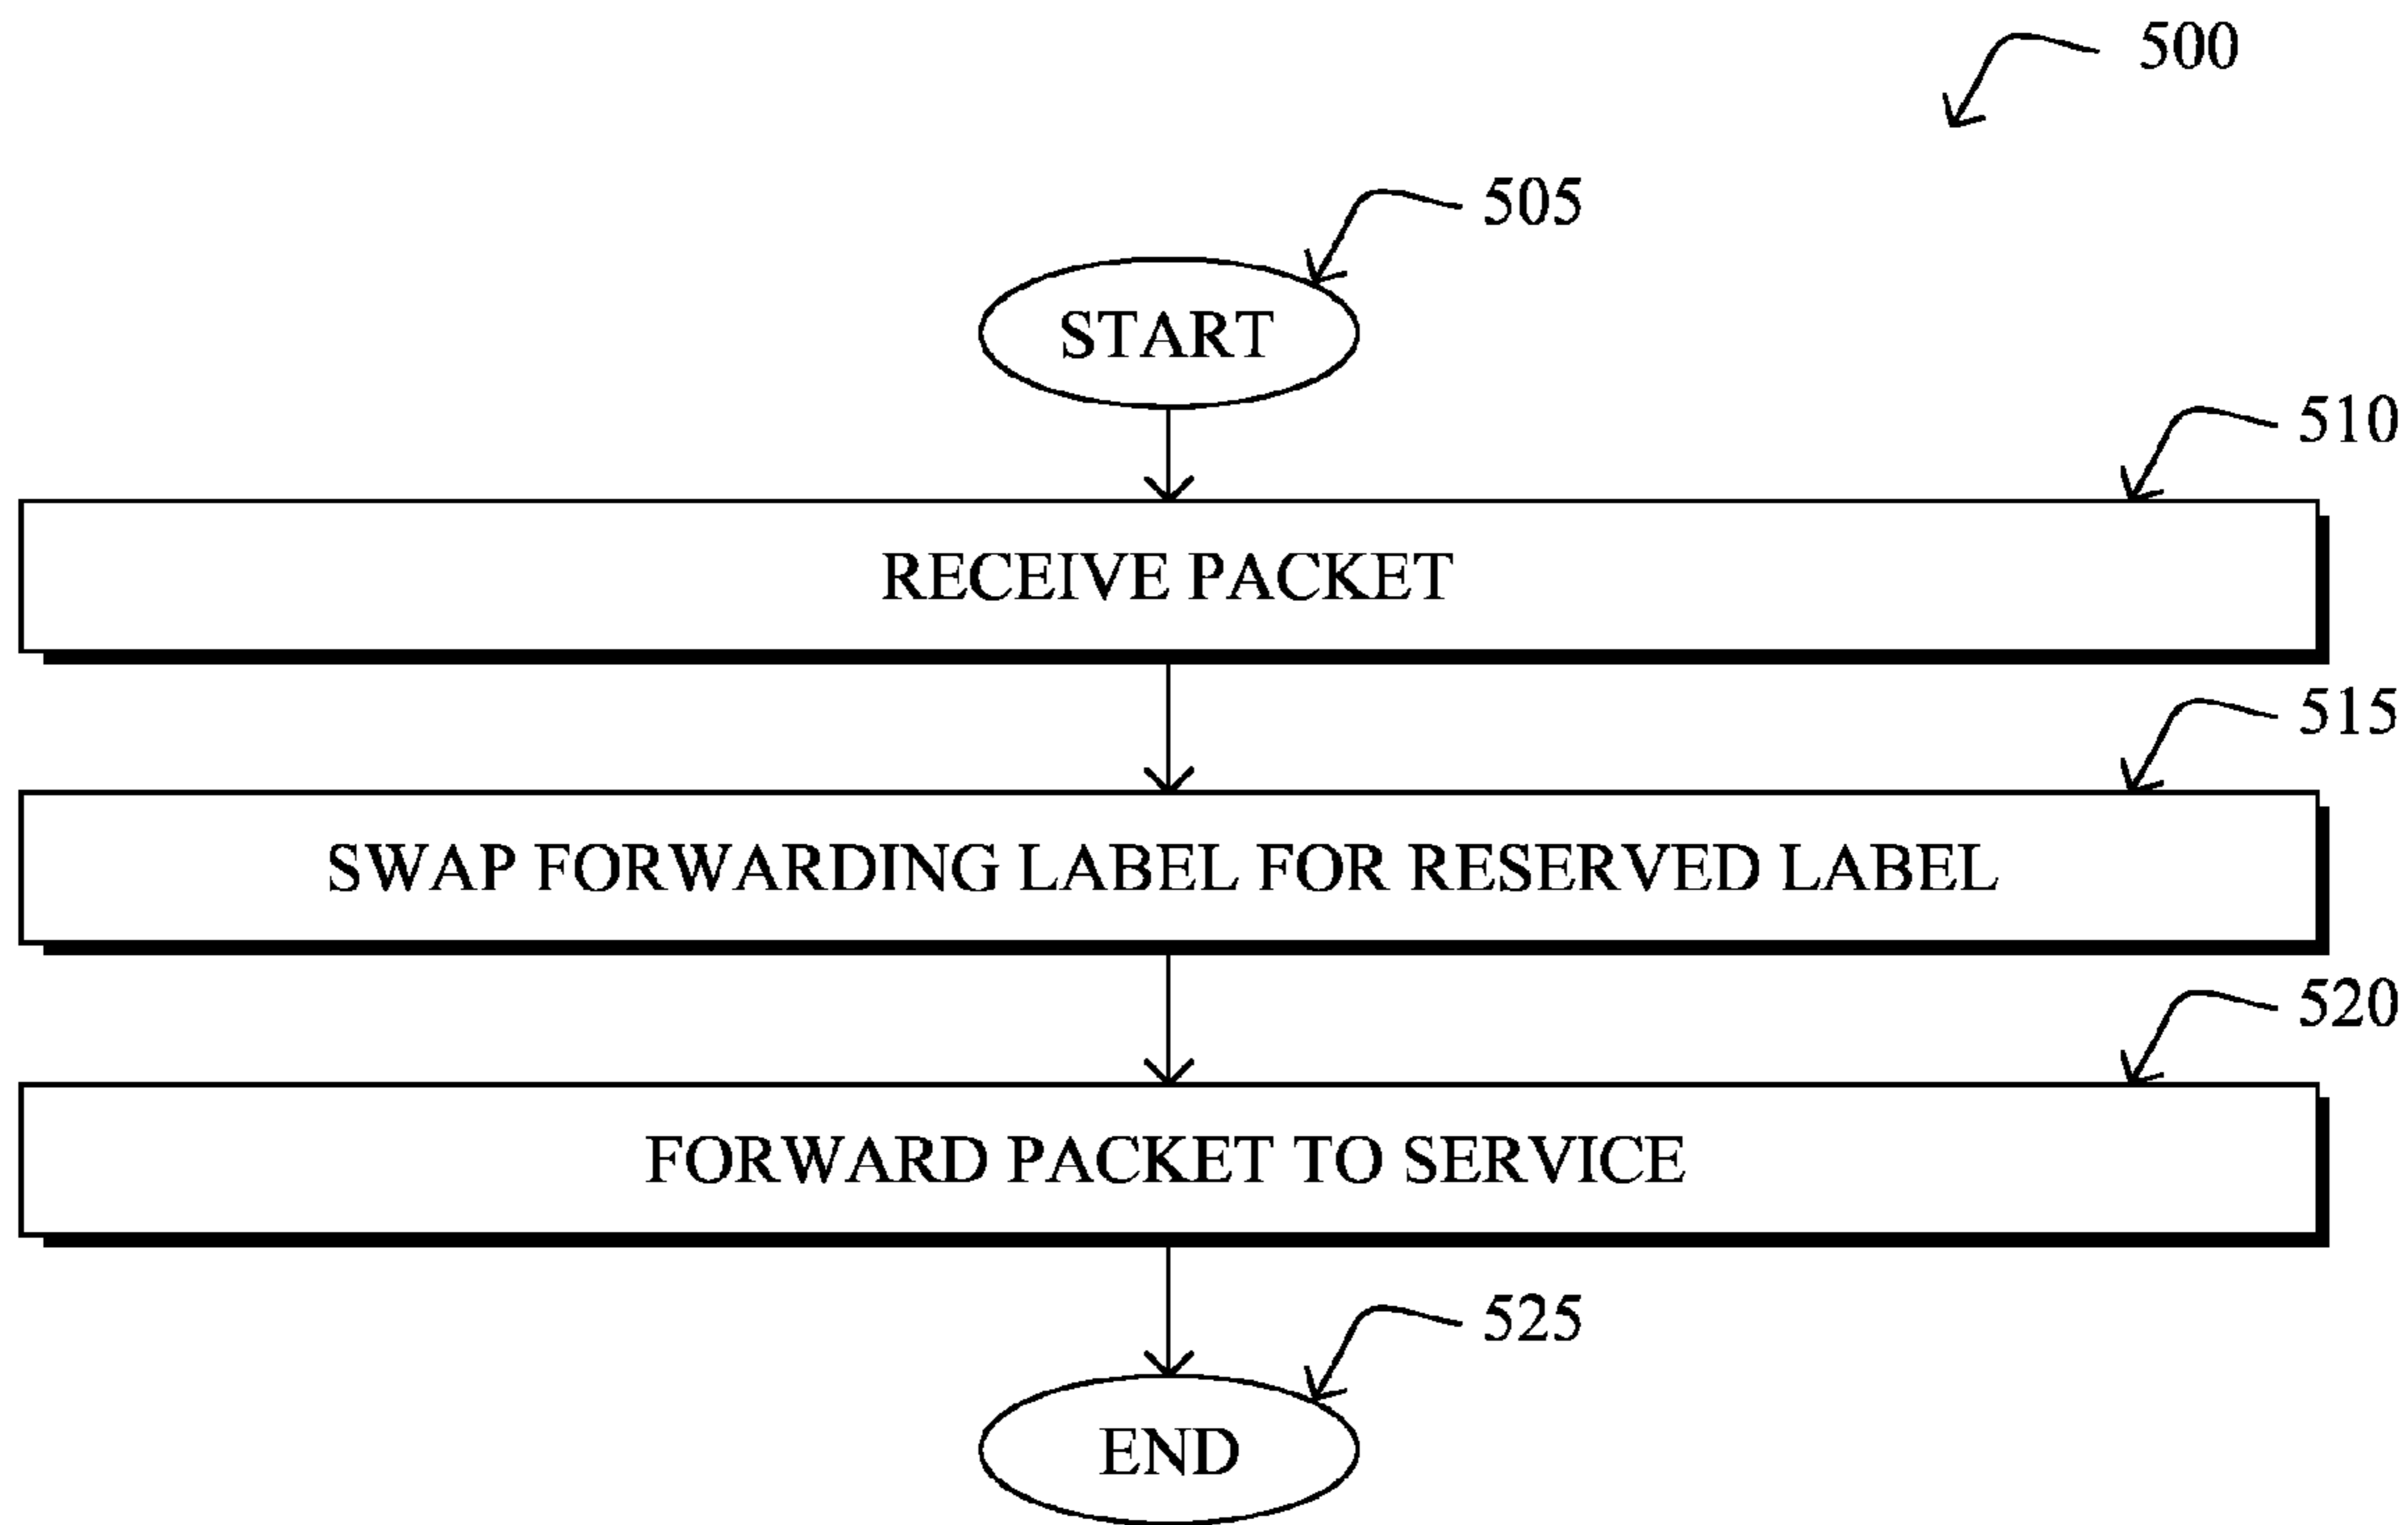 500
505
START
510
RECEIVE PACKET
515
SWAP FORWARDING LABEL FOR RESERVED LABEL
520
FORWARD PACKET TO SERVICE
525
END